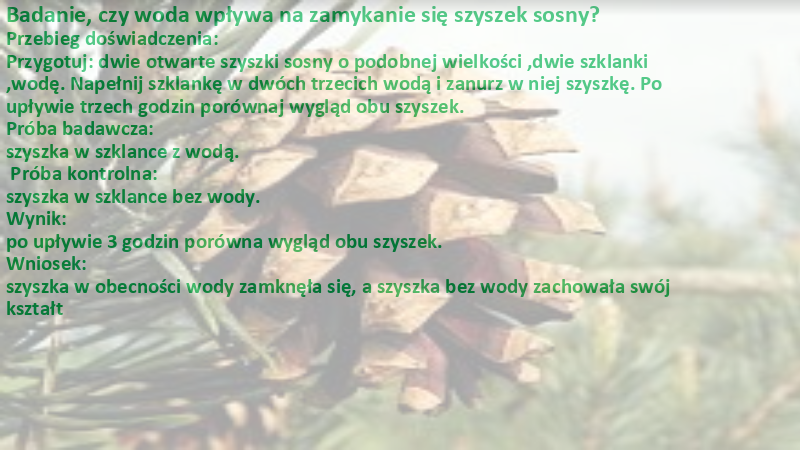 Badanie, czy woda wpływa na zamykanie się szyszek sosny?
Przebieg doświadczenia:
Przygotuj: dwie otwarte szyszki sosny o podobnej wielkości ,dwie szklanki
,wodę. Napełnij szklankę w dwóch trzecich wodą i zanurz w niej szyszkę. Po
upływie trzech godzin porównaj wygląd obu szyszek.
Próba badawcza:
szyszka w szklance z wodą.
Próba kontrolna:
szyszka w szklance bez wody.
Wynik:
po upływie 3 godzin porówna wygląd obu szyszek.
Wniosek:
szyszka w obecności wody zamknęła się, a szyszka bez wody zachowała swój
kształt